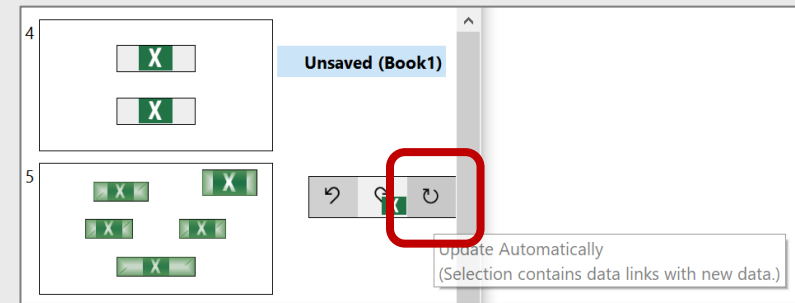 4
X
Unsaved (Book1)
X
5
X
X
X
X
X
X
Update Automatically
(Selection contains data links with new data.)